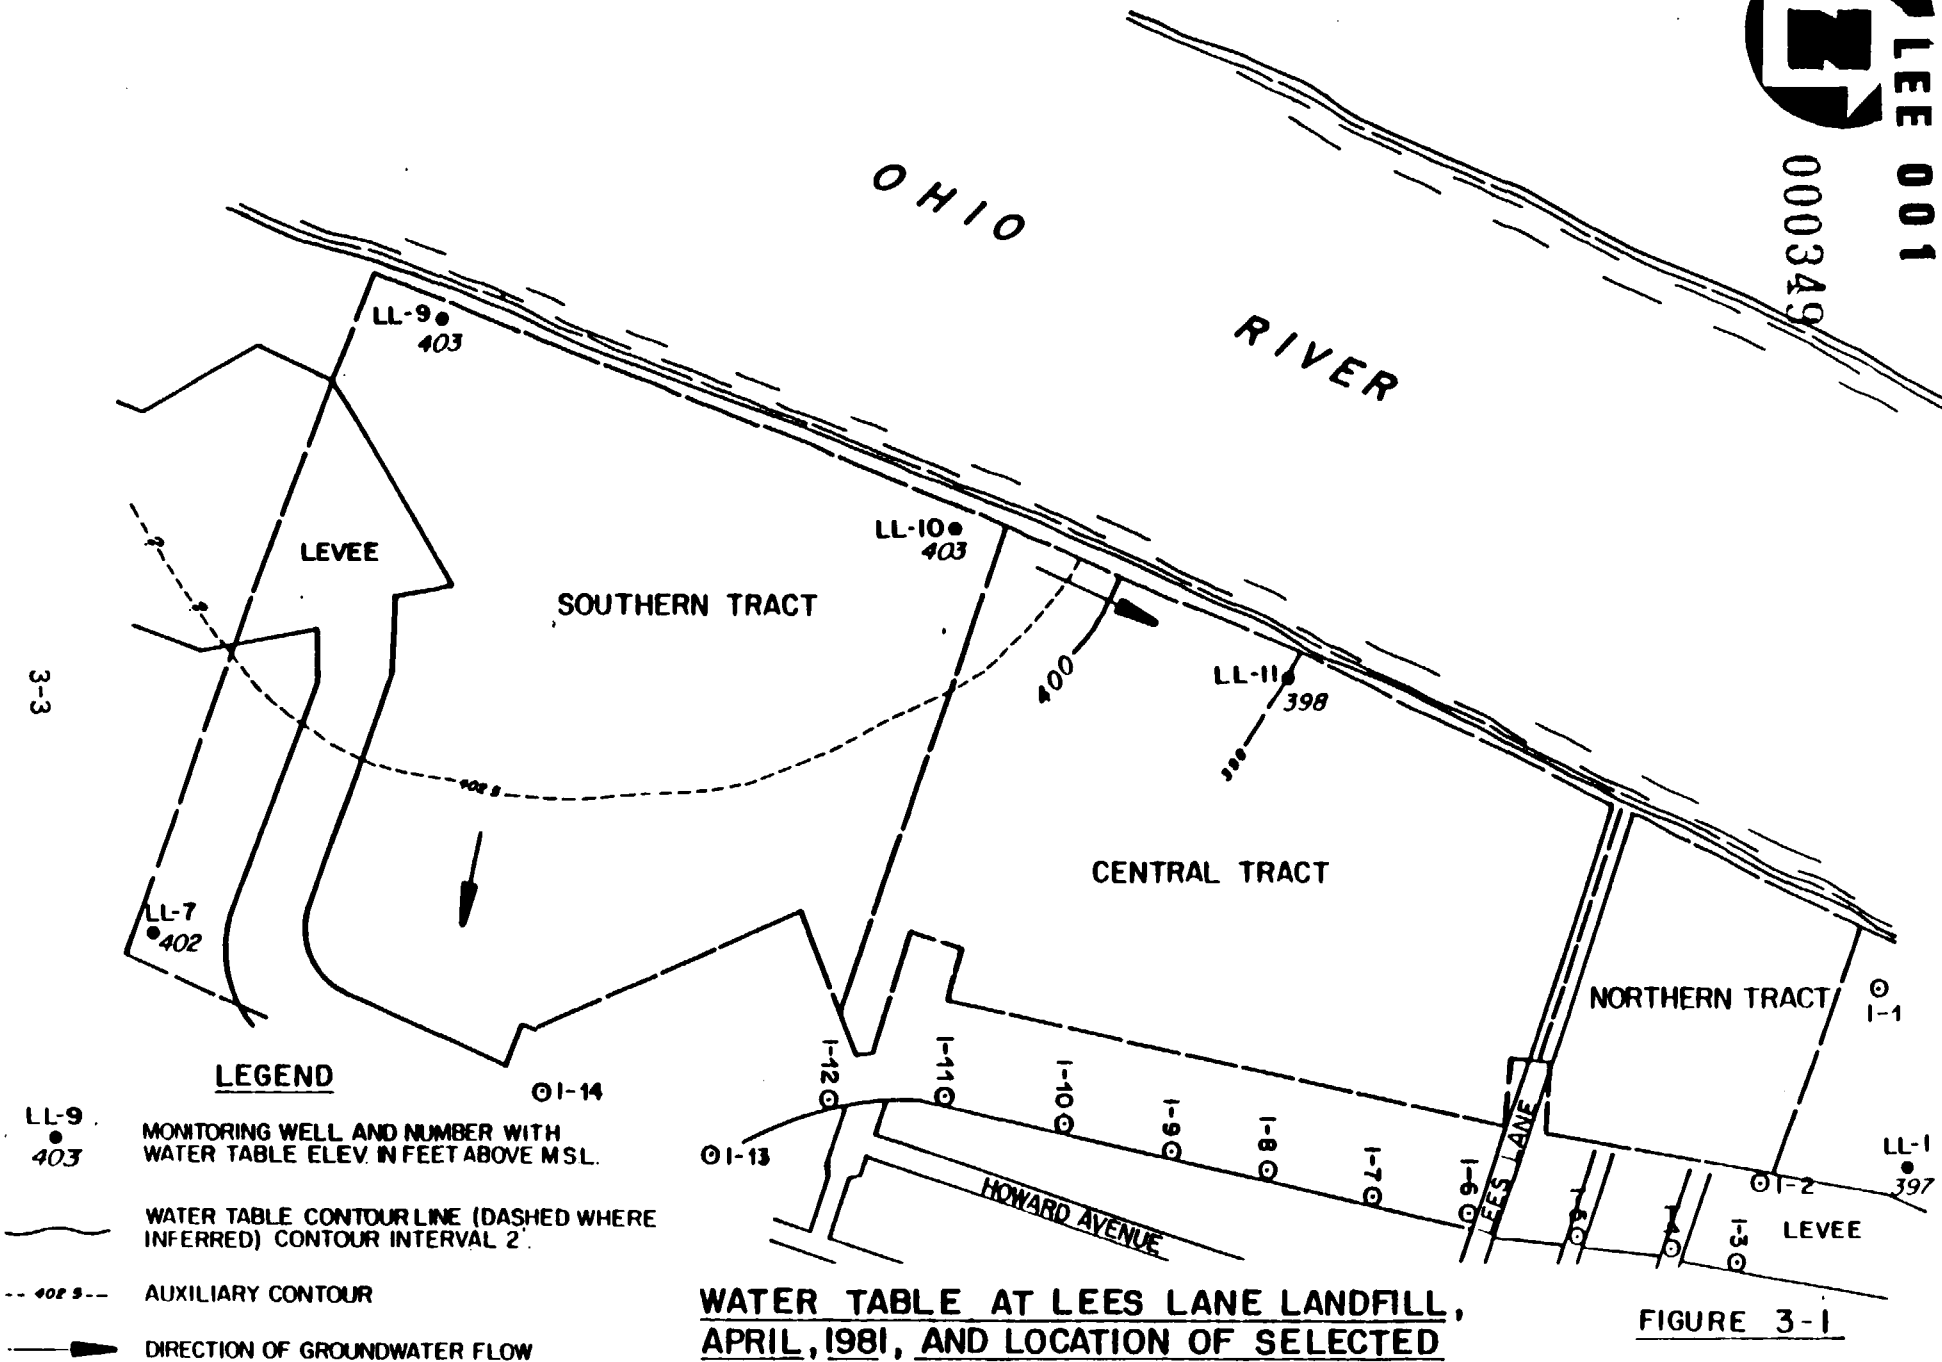 LEE 001
000349
OHIO
RIVER
LL-9
403
LEVEE
LL-10
403
SOUTHERN TRACT
400
LL-11
398
398
3-3
402 5
CENTRAL TRACT
LL-7
402
NORTHERN TRACT
I-1
I-14
I-12
I-11
I-10
I-9
I-8
I-7
I-6
I-13
LEES LANE
I-4
I-3
I-2
LL-1
397
LEVEE
HOWARD AVENUE
LEGEND
LL-9
403
MONITORING WELL AND NUMBER WITH
WATER TABLE ELEV. IN FEET ABOVE MSL.
WATER TABLE CONTOUR LINE (DASHED WHERE
INFERRED) CONTOUR INTERVAL 2'.
-- 402 5 -- AUXILIARY CONTOUR
DIRECTION OF GROUNDWATER FLOW
WATER TABLE AT LEES LANE LANDFILL,
APRIL, 1981, AND LOCATION OF SELECTED
FIGURE 3-1